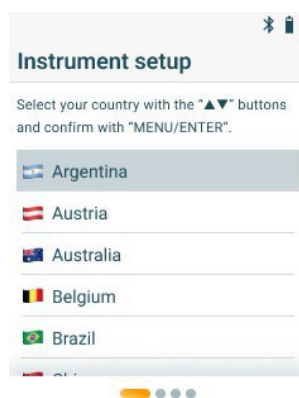 Instrument setup
Select your country with the "▲▼" buttons
and confirm with "MENU/ENTER".
Argentina
Austria
Australia
Belgium
Brazil